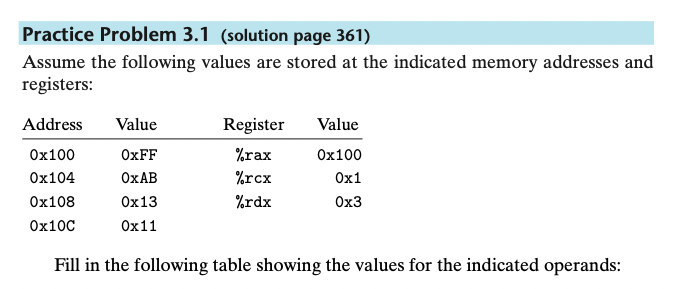 Practice Problem 3.1 (solution page 361)
Assume the following values are stored at the indicated memory addresses and
registers:
Address Value Register Value
0x100 0xFF %rax 0x100
0x104 0xAB %rcx 0x1
0x108 0x13 %rdx 0x3
0x10C 0x11
Fill in the following table showing the values for the indicated operands: